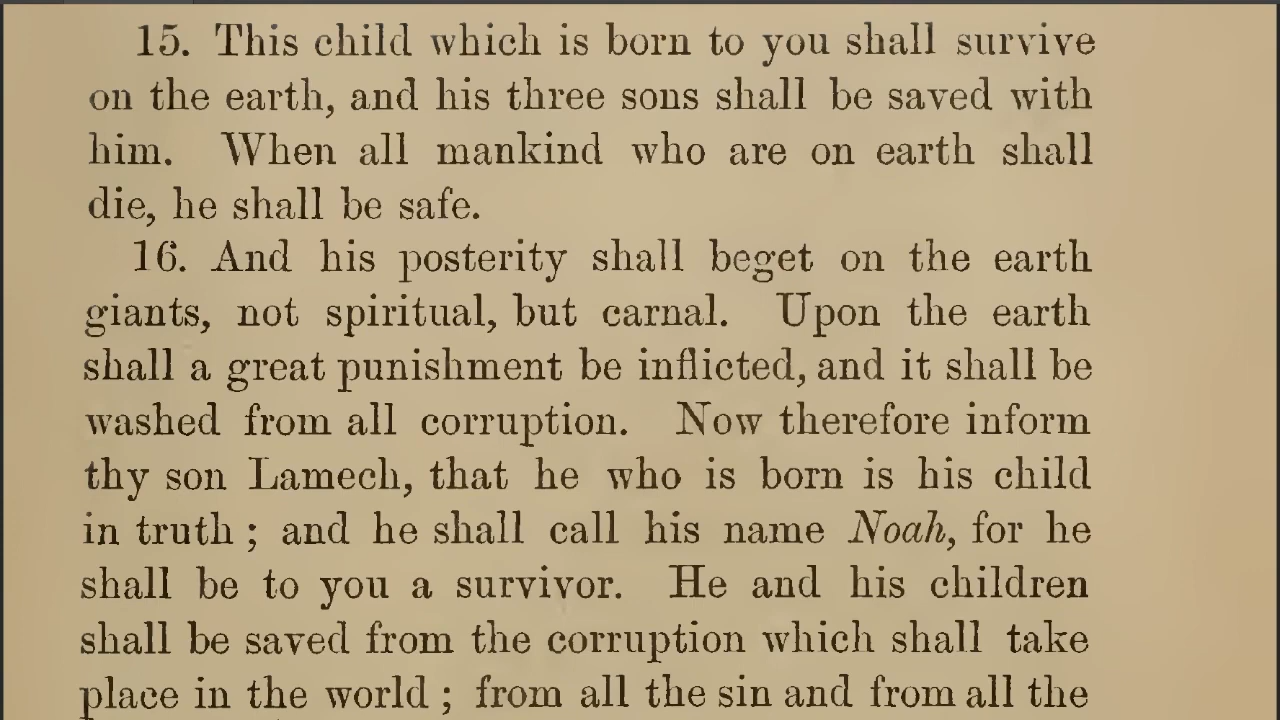 15. This child which is born to you shall survive
on the earth, and his three sons shall be saved with
him. When all mankind who are on earth shall
die, he shall be safe.
16. And his posterity shall beget on the earth
giants, not spiritual, but carnal. Upon the earth
shall a great punishment be inflicted, and it shall be
washed from all corruption. Now therefore inform
thy son Lamech, that he who is born is his child
in truth ; and he shall call his name Noah, for he
shall be to you a survivor. He and his children
shall be saved from the corruption which shall take
place in the world ; from all the sin and from all the